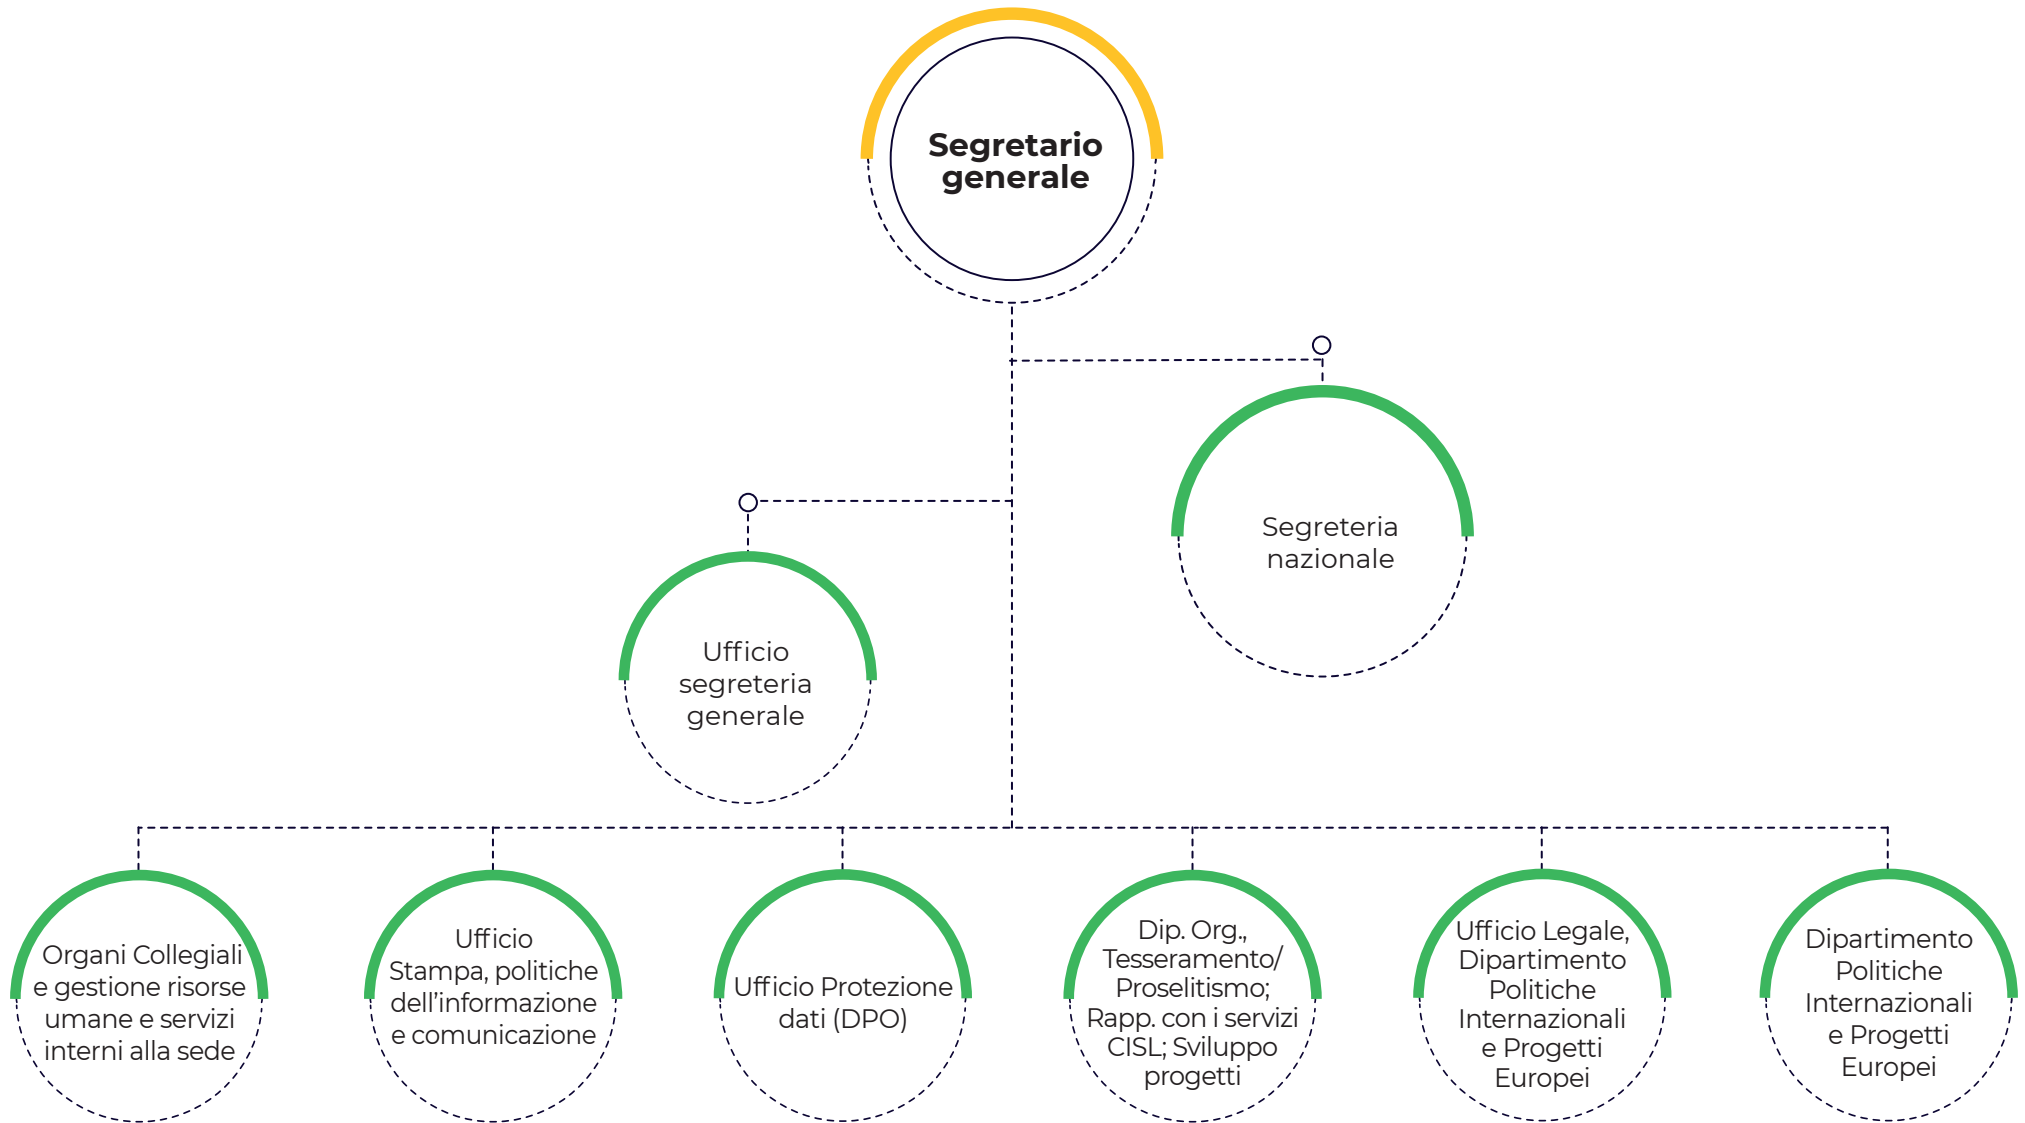 Segretario
generale
Segreteria
nazionale
Ufficio
segreteria
generale
Organi Collegiali
e gestione risorse
umane e servizi
interni alla sede
Ufficio
Stampa, politiche
dell'informazione
e comunicazione
Ufficio Protezione
dati (DPO)
Dip. Org.,
Tesseramento/
Proselitismo;
Rapp. con i servizi
CISL; Sviluppo
progetti
Ufficio Legale,
Dipartimento
Politiche
Internazionali
e Progetti
Europei
Dipartimento
Politiche
Internazionali
e Progetti
Europei